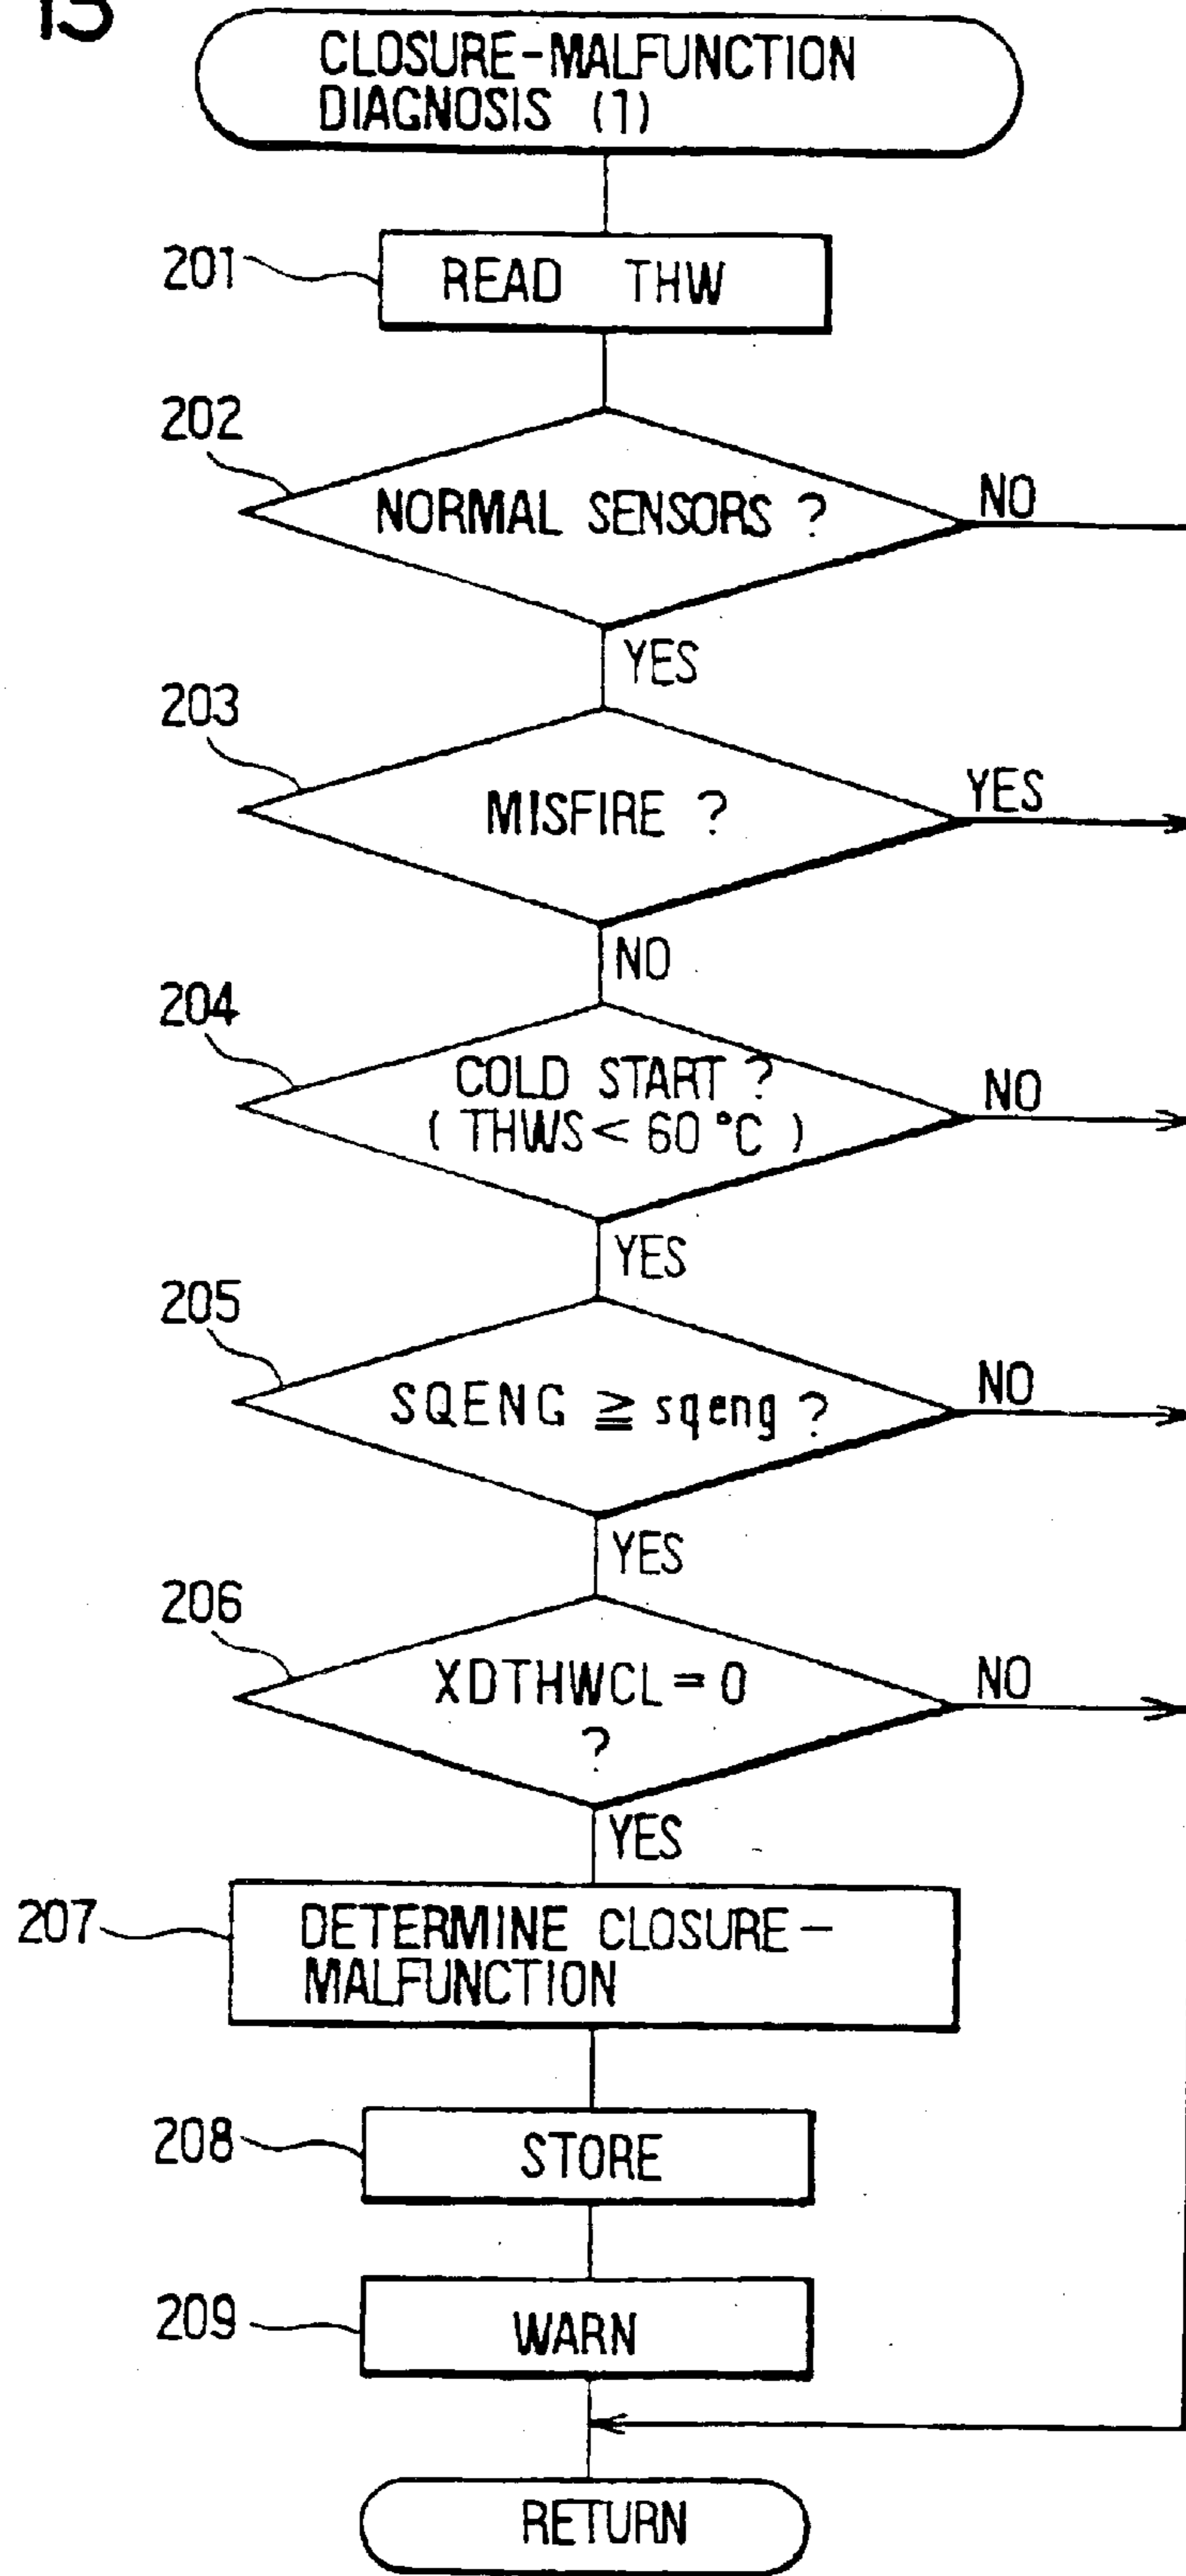 13
CLOSURE-MALFUNCTION
DIAGNOSIS (1)
201
READ THW
202
NORMAL SENSORS ?
NO
YES
203
MISFIRE ?
YES
NO
204
COLD START ?
( THWS < 60 °C )
NO
YES
205
SQENG ≧ sqeng ?
NO
YES
206
XDTHWCL = 0
?
NO
YES
207
DETERMINE CLOSURE-
MALFUNCTION
208
STORE
209
WARN
RETURN